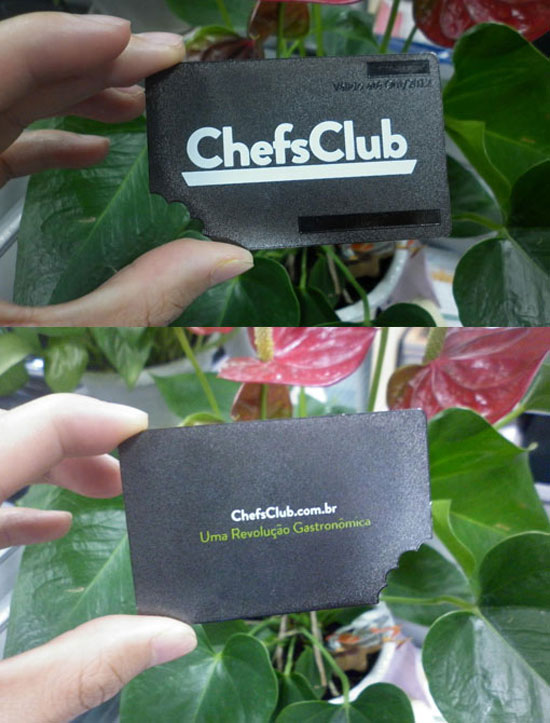 ChefsClub
ChefsClub.com.br
Uma Revolução Gastronômica